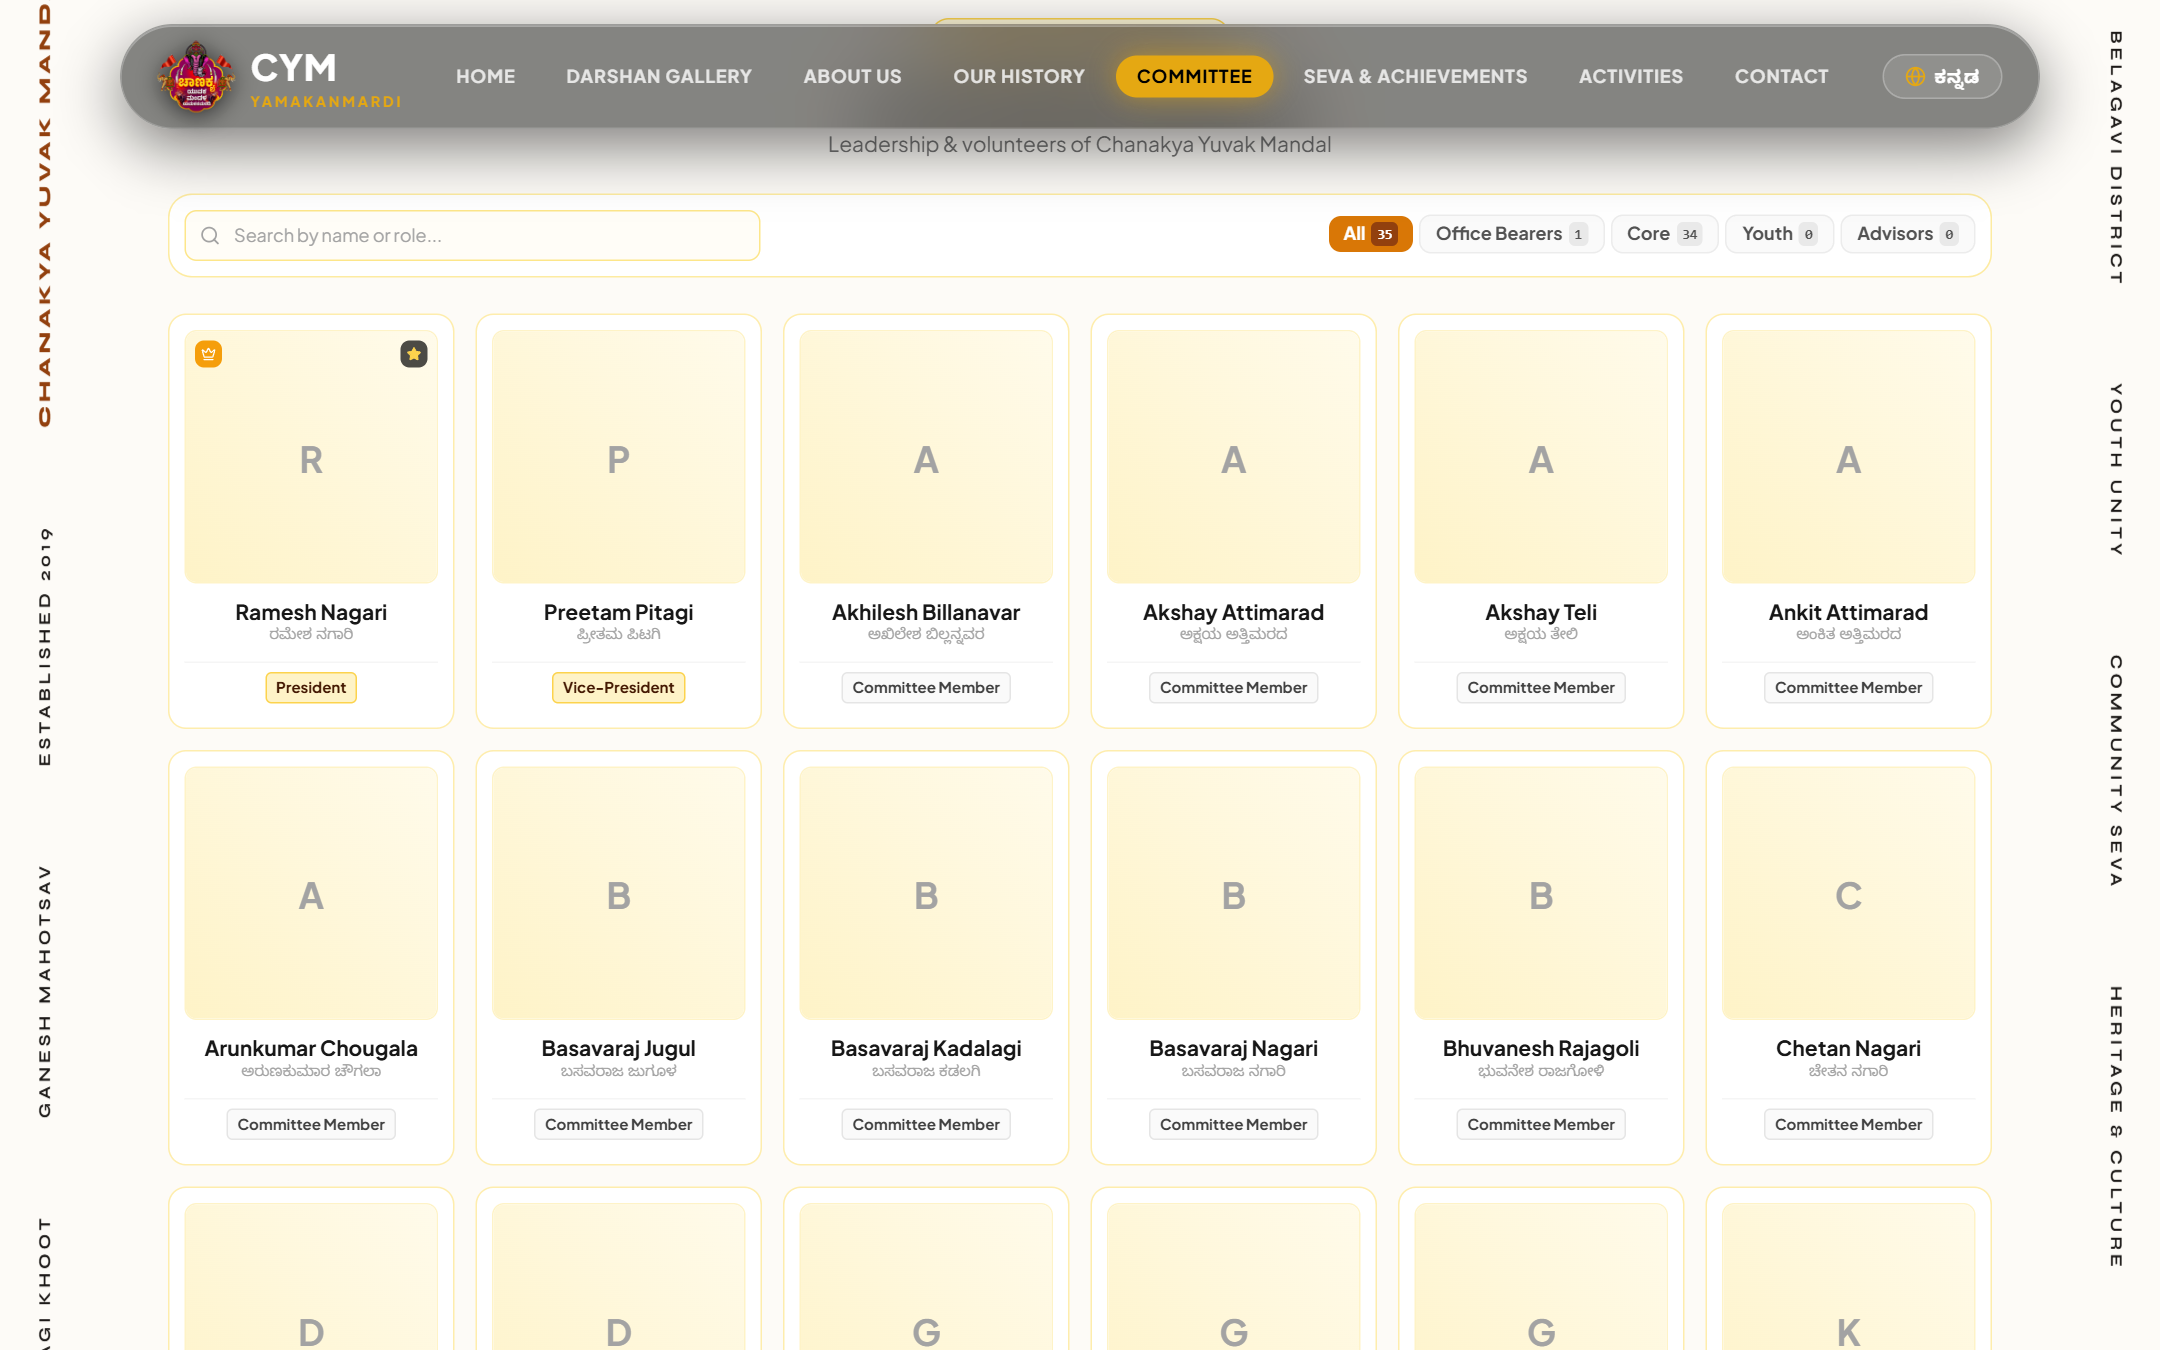 CYM
YAMAKANMARDI
HOME
DARSHAN GALLERY
ABOUT US
OUR HISTORY
COMMITTEE
SEVA & ACHIEVEMENTS
ACTIVITIES
CONTACT
ಕನ್ನಡ
Leadership & volunteers of Chanakya Yuvak Mandal
Search by name or role...
All 35
Office Bearers 1
Core 34
Youth 0
Advisors 0
R
Ramesh Nagari
ರಮೇಶ ನಗಾರಿ
President
P
Preetam Pitagi
ಪ್ರೀತಮ ಪಿಟಗಿ
Vice-President
A
Akhilesh Billanavar
ಅಖಿಲೇಶ ಬಿಲ್ಲನ್ನವರ
Committee Member
A
Akshay Attimarad
ಅಕ್ಷಯ ಅತ್ತಿಮರದ
Committee Member
A
Akshay Teli
ಅಕ್ಷಯ ತೇಲಿ
Committee Member
A
Ankit Attimarad
ಅಂಕಿತ ಅತ್ತಿಮರದ
Committee Member
A
Arunkumar Chougala
ಅರುಣಕುಮಾರ ಚೌಗಲಾ
Committee Member
B
Basavaraj Jugul
ಬಸವರಾಜ ಜುಗೂಳ
Committee Member
B
Basavaraj Kadalagi
ಬಸವರಾಜ ಕಡಲಗಿ
Committee Member
B
Basavaraj Nagari
ಬಸವರಾಜ ನಗಾರಿ
Committee Member
B
Bhuvanesh Rajagoli
ಭುವನೇಶ ರಾಜಗೋಳಿ
Committee Member
C
Chetan Nagari
ಚೇತನ ನಗಾರಿ
Committee Member
D
D
G
G
G
K
CHANAKYA YUVAK MAND
ESTABLISHED 2019
GANESH MAHOTSAV
AGI KHOOT
BELAGAVI DISTRICT
YOUTH UNITY
COMMUNITY SEVA
HERITAGE & CULTURE